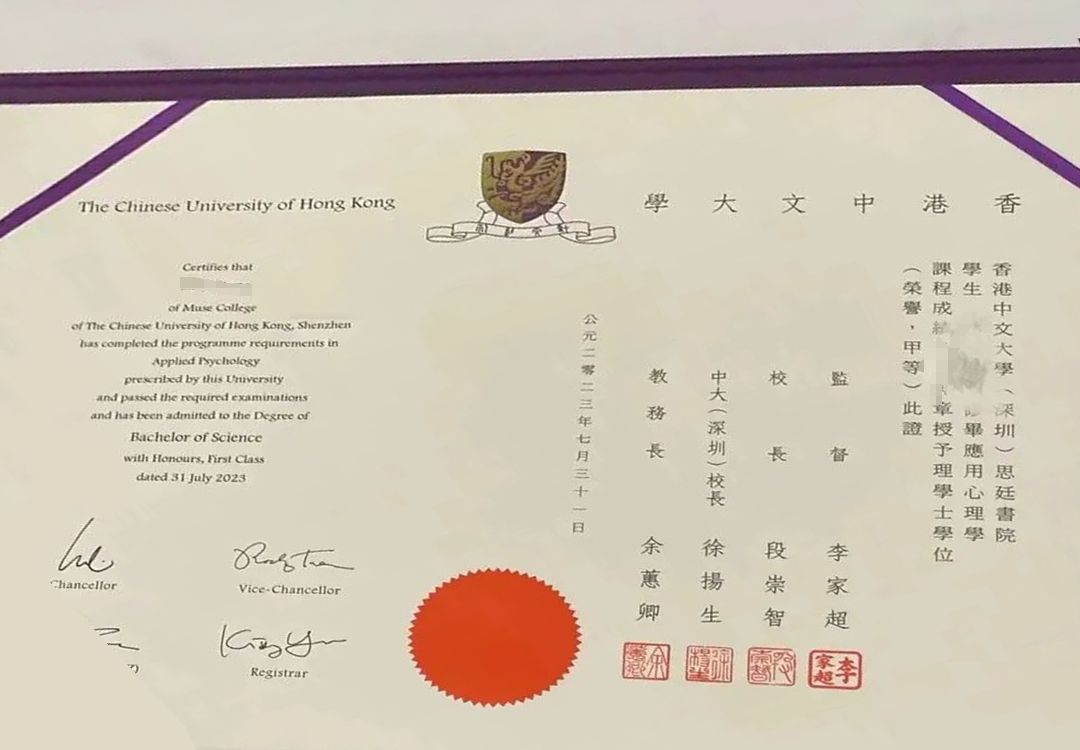 The Chinese University of Hong Kong
學大文中港香
Certifies that
of Muse College
of The Chinese University of Hong Kong, Shenzhen
has completed the programme requirements in
Applied Psychology
prescribed by this University
and passed the required examinations
and has been admitted to the Degree of
Bachelor of Science
with Honours, First Class
dated 31 July 2023
Chancellor
Vice-Chancellor
Registrar
香港中文大學（深圳）思廷書院
學生 畢應用心理學
課程成績 章授予理學士學位
（榮譽，甲等）此證
監督 李家超
校長 段崇智
中大（深圳）校長 徐揚生
教務長 余蕙卿
公元二零二三年七月三十一日
李家超